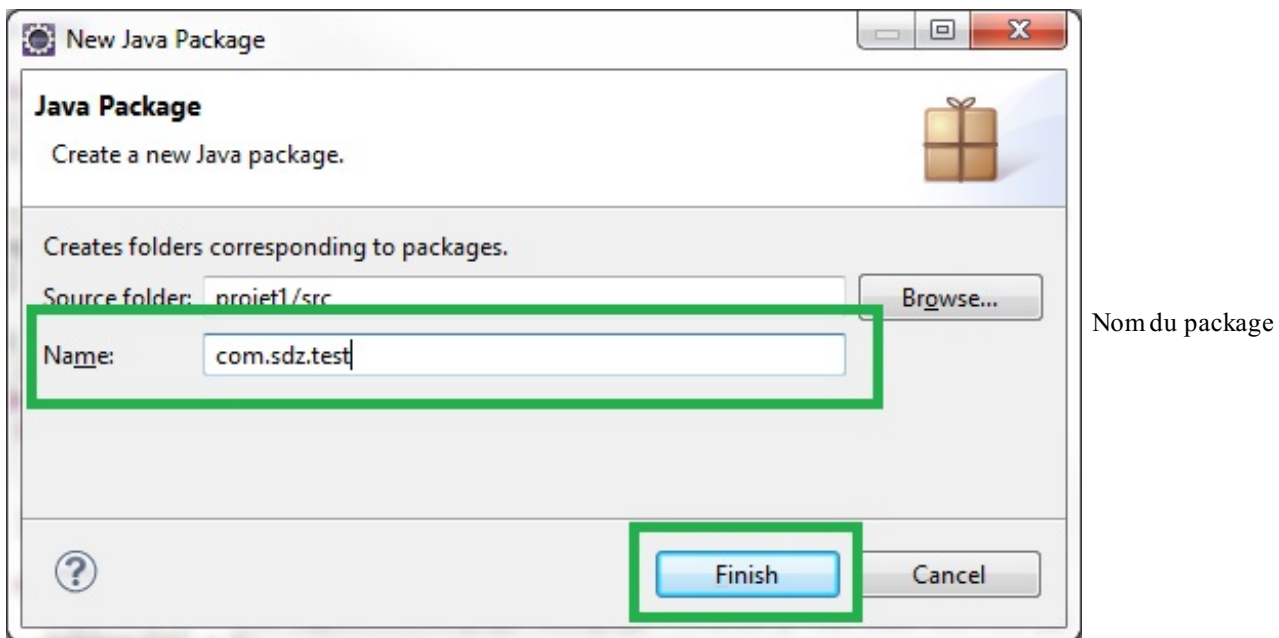 New Java Package
Java Package
Create a new Java package.
Creates folders corresponding to packages.
Source folder: projet1/src Browse...
Name: com.sdz.test
Nom du package
Finish Cancel